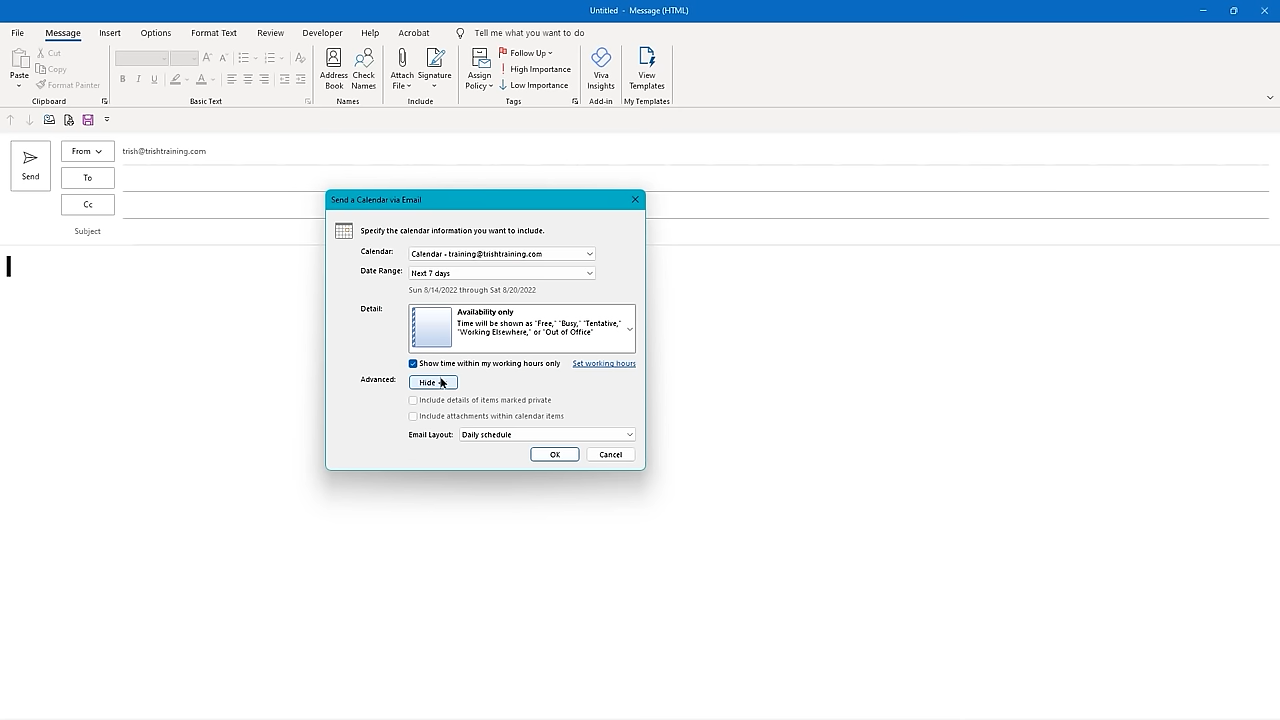 Untitled - Message (HTML)
File Message Insert Options Format Text Review Developer Help Acrobat Tell me what you want to do
Paste
Cut
Copy
Format Painter
Clipboard
B I U
Basic Text
Address Book
Check Names
Names
Attach File
Signature
Include
Assign Policy
Follow Up
High Importance
Low Importance
Tags
Viva Insights
Add-in
View Templates
My Templates
Send
From
trish@trishtraining.com
To
Cc
Subject
Send a Calendar via Email
Specify the calendar information you want to include.
Calendar: Calendar - training@trishtraining.com
Date Range: Next 7 days
Sun 8/14/2022 through Sat 8/20/2022
Detail: Availability only
Time will be shown as "Free," "Busy," "Tentative,"
"Working Elsewhere," or "Out of Office"
Show time within my working hours only Set working hours
Advanced: Hide
Include details of items marked private
Include attachments within calendar items
Email Layout: Daily schedule
OK Cancel